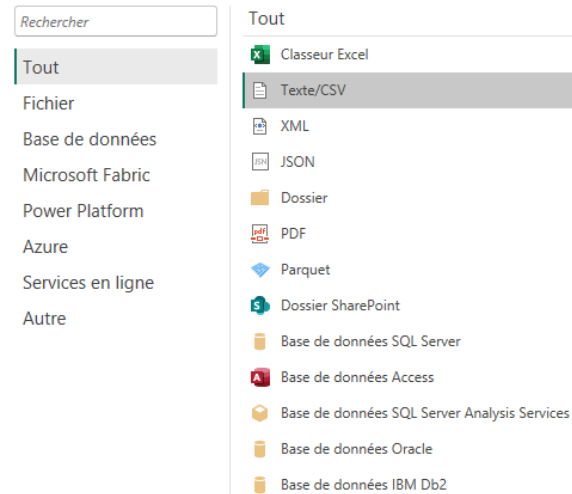 Rechercher
Tout
Fichier
Base de données
Microsoft Fabric
Power Platform
Azure
Services en ligne
Autre
Tout
Classeur Excel
Texte/CSV
XML
JSN JSON
Dossier
pdf PDF
Parquet
S Dossier SharePoint
Base de données SQL Server
A Base de données Access
Base de données SQL Server Analysis Services
Base de données Oracle
Base de données IBM Db2